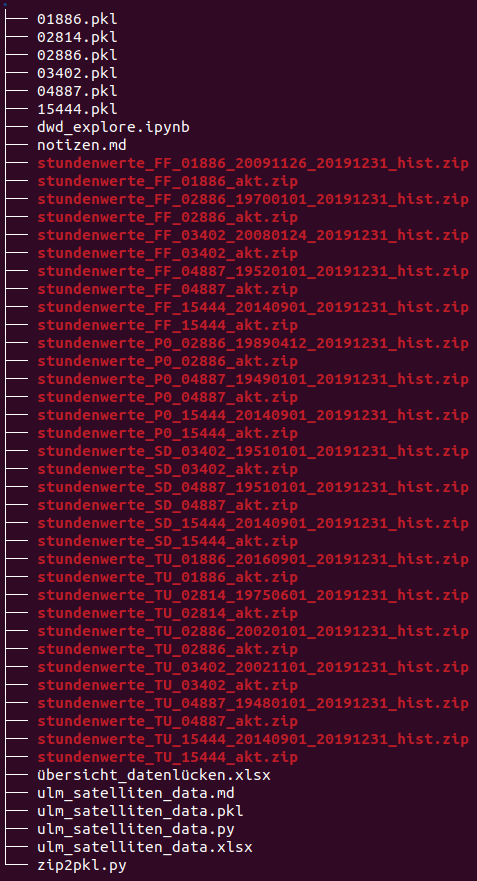 .
├── 01886.pkl
├── 02814.pkl
├── 02886.pkl
├── 03402.pkl
├── 04887.pkl
├── 15444.pkl
├── dwd_explore.ipynb
├── notizen.md
├── stundenwerte_FF_01886_20091126_20191231_hist.zip
├── stundenwerte_FF_01886_akt.zip
├── stundenwerte_FF_02886_19700101_20191231_hist.zip
├── stundenwerte_FF_02886_akt.zip
├── stundenwerte_FF_03402_20080124_20191231_hist.zip
├── stundenwerte_FF_03402_akt.zip
├── stundenwerte_FF_04887_19520101_20191231_hist.zip
├── stundenwerte_FF_04887_akt.zip
├── stundenwerte_FF_15444_20140901_20191231_hist.zip
├── stundenwerte_FF_15444_akt.zip
├── stundenwerte_P0_02886_19890412_20191231_hist.zip
├── stundenwerte_P0_02886_akt.zip
├── stundenwerte_P0_04887_19490101_20191231_hist.zip
├── stundenwerte_P0_04887_akt.zip
├── stundenwerte_P0_15444_20140901_20191231_hist.zip
├── stundenwerte_P0_15444_akt.zip
├── stundenwerte_SD_03402_19510101_20191231_hist.zip
├── stundenwerte_SD_03402_akt.zip
├── stundenwerte_SD_04887_19510101_20191231_hist.zip
├── stundenwerte_SD_04887_akt.zip
├── stundenwerte_SD_15444_20140901_20191231_hist.zip
├── stundenwerte_SD_15444_akt.zip
├── stundenwerte_TU_01886_20160901_20191231_hist.zip
├── stundenwerte_TU_01886_akt.zip
├── stundenwerte_TU_02814_19750601_20191231_hist.zip
├── stundenwerte_TU_02814_akt.zip
├── stundenwerte_TU_02886_20020101_20191231_hist.zip
├── stundenwerte_TU_02886_akt.zip
├── stundenwerte_TU_03402_20021101_20191231_hist.zip
├── stundenwerte_TU_03402_akt.zip
├── stundenwerte_TU_04887_19480101_20191231_hist.zip
├── stundenwerte_TU_04887_akt.zip
├── stundenwerte_TU_15444_20140901_20191231_hist.zip
├── stundenwerte_TU_15444_akt.zip
├── übersicht_datenlücken.xlsx
├── ulm_satelliten_data.md
├── ulm_satelliten_data.pkl
├── ulm_satelliten_data.py
├── ulm_satelliten_data.xlsx
└── zip2pkl.py